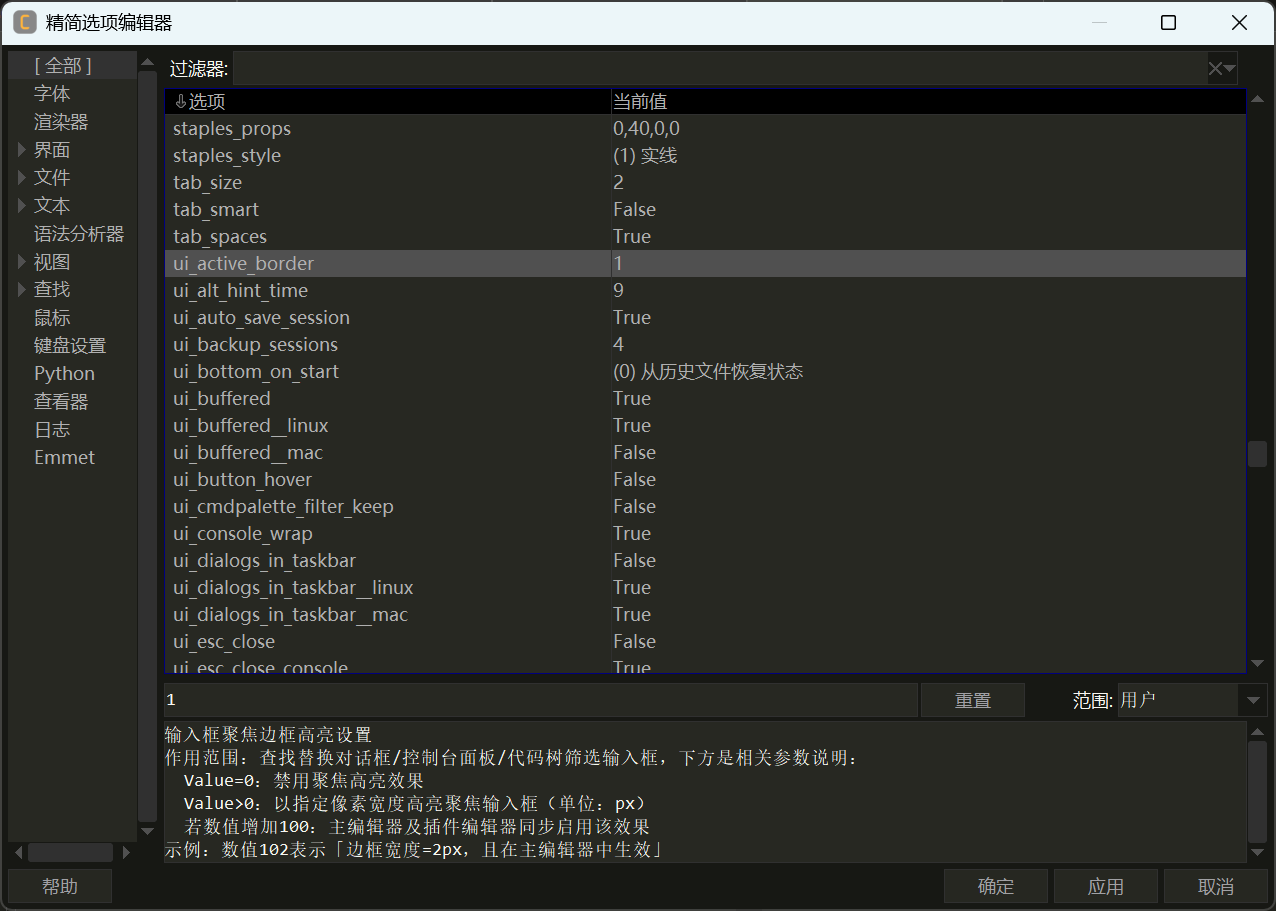 精简选项编辑器
[ 全部 ]
字体
渲染器
界面
文件
文本
语法分析器
视图
查找
鼠标
键盘设置
Python
查看器
日志
Emmet
过滤器:
选项 当前值
staples_props 0,40,0,0
staples_style (1) 实线
tab_size 2
tab_smart False
tab_spaces True
ui_active_border 1
ui_alt_hint_time 9
ui_auto_save_session True
ui_backup_sessions 4
ui_bottom_on_start (0) 从历史文件恢复状态
ui_buffered True
ui_buffered__linux True
ui_buffered__mac False
ui_button_hover False
ui_cmdpalette_filter_keep False
ui_console_wrap True
ui_dialogs_in_taskbar False
ui_dialogs_in_taskbar__linux True
ui_dialogs_in_taskbar__mac True
ui_esc_close False
ui_esc_close_console True
1 重置 范围: 用户
输入框聚焦边框高亮设置
作用范围：查找替换对话框/控制台面板/代码树筛选输入框，下方是相关参数说明：
Value=0：禁用聚焦高亮效果
Value>0：以指定像素宽度高亮聚焦输入框（单位：px）
若数值增加100：主编辑器及插件编辑器同步启用该效果
示例：数值102表示「边框宽度=2px，且在主编辑器中生效」
帮助 确定 应用 取消